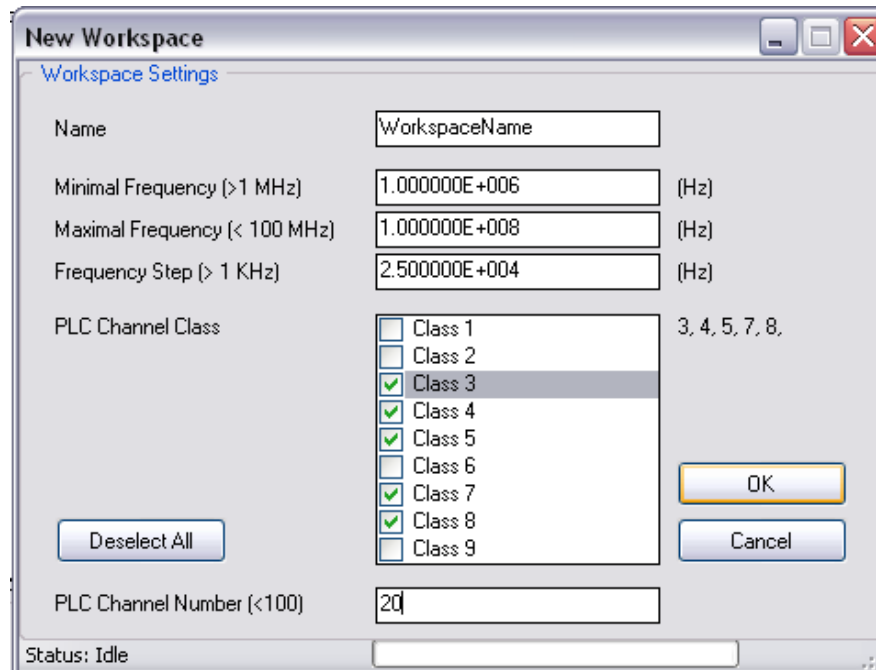 New Workspace
Workspace Settings
Name WorkspaceName
Minimal Frequency (>1 MHz) 1.000000E+006 (Hz)
Maximal Frequency (< 100 MHz) 1.000000E+008 (Hz)
Frequency Step (> 1 KHz) 2.500000E+004 (Hz)
PLC Channel Class Class 1 3, 4, 5, 7, 8,
Class 2
Class 3
Class 4
Class 5
Class 6
Class 7 OK
Class 8
Deselect All Class 9 Cancel
PLC Channel Number (<100) 20
Status: Idle